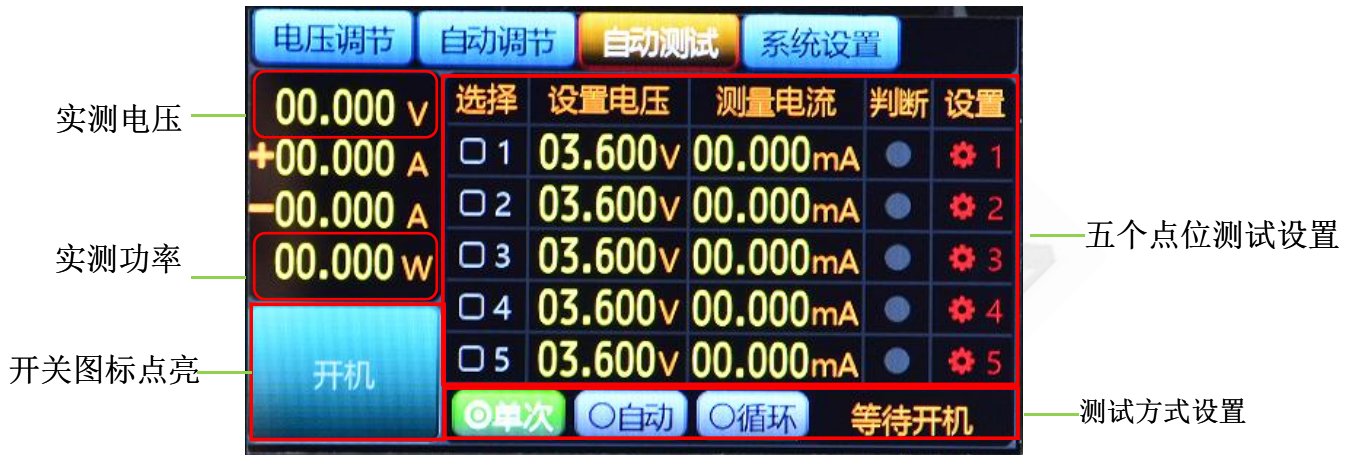 电压调节 自动调节 自动测试 系统设置
实测电压
00.000 V
+00.000 A
-00.000 A
实测功率
00.000 W
开关图标点亮
开机
选择 设置电压 测量电流 判断 设置
1 03.600V 00.000mA 1
2 03.600V 00.000mA 2
3 03.600V 00.000mA 3
4 03.600V 00.000mA 4
5 03.600V 00.000mA 5
五个点位测试设置
单次 自动 循环 等待开机
测试方式设置